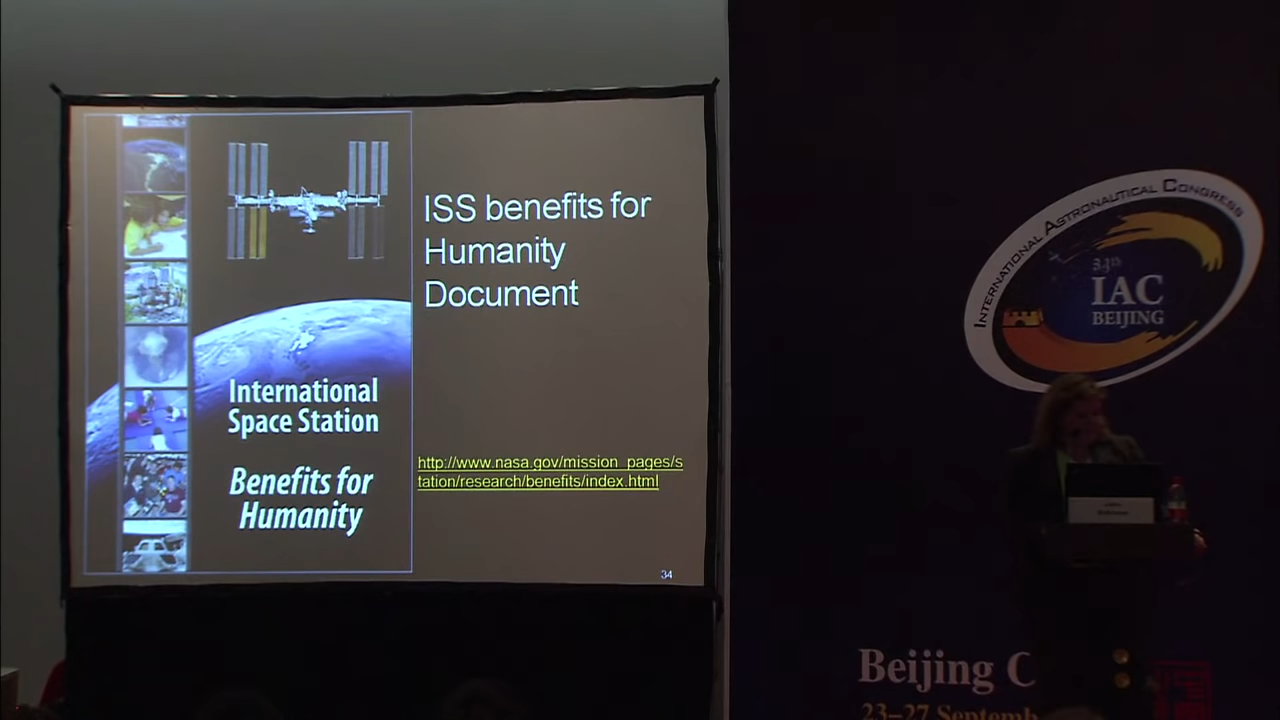 ISS benefits for
Humanity
Document
International
Space Station
Benefits for
Humanity
http://www.nasa.gov/mission_pages/s
tation/research/benefits/index.html
34
INTERNATIONAL ASTRONAUTICAL CONGRESS
34th
IAC
BEIJING
Beijing C
23–27 Septemb